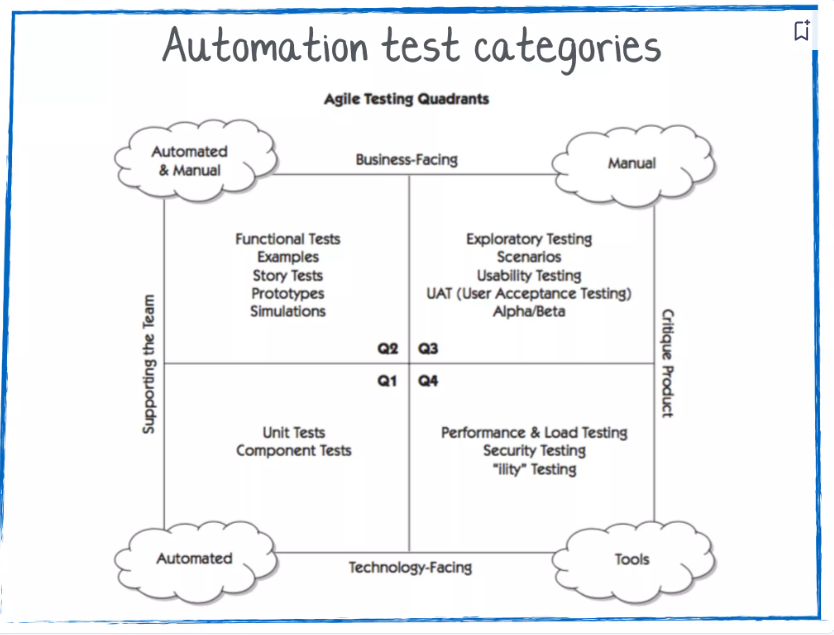 Automation test categories
Agile Testing Quadrants
Automated
& Manual
Business-Facing
Manual
Functional Tests
Examples
Story Tests
Prototypes
Simulations
Exploratory Testing
Scenarios
Usability Testing
UAT (User Acceptance Testing)
Alpha/Beta
Supporting the Team
Critique Product
Q2
Q3
Q1
Q4
Unit Tests
Component Tests
Performance & Load Testing
Security Testing
"ility" Testing
Automated
Technology-Facing
Tools